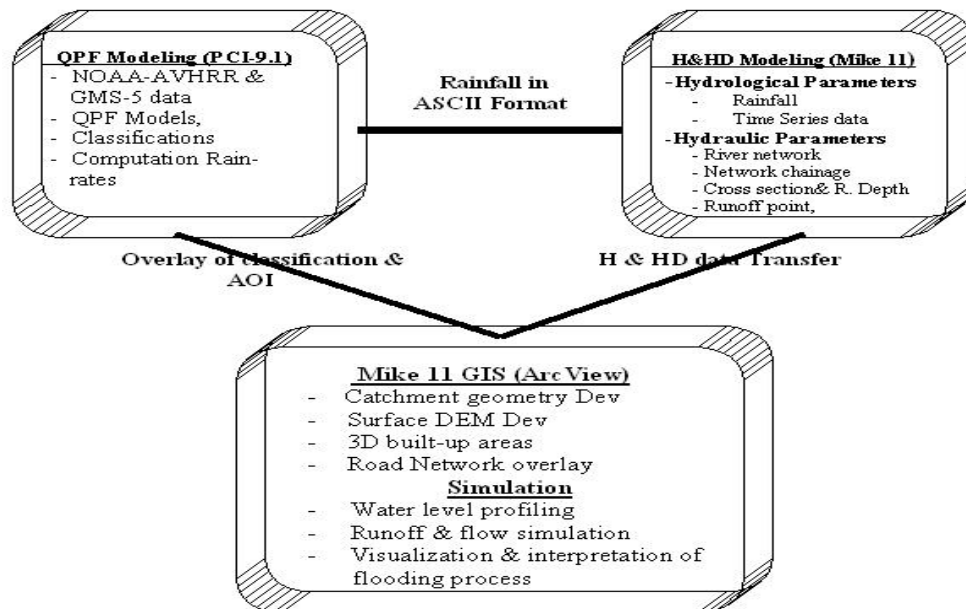 QPF Modeling (PCI-9.1)
- NOAA-AVHRR &
GMS-5 data
- QPF Models,
- Classifications
- Computation Rain-
rates
Rainfall in
ASCII Format
H&HD Modeling (Mike 11)
-Hydrological Parameters
- Rainfall
- Time Series data
-Hydraulic Parameters
- River network
- Network chainage
- Cross section& R. Depth
- Runoff point,
Overlay of classification &
AOI
H & HD data Transfer
Mike 11 GIS (Arc View)
- Catchment geometry Dev
- Surface DEM Dev
- 3D built-up areas
- Road Network overlay
Simulation
- Water level profiling
- Runoff & flow simulation
- Visualization & interpretation of
flooding process